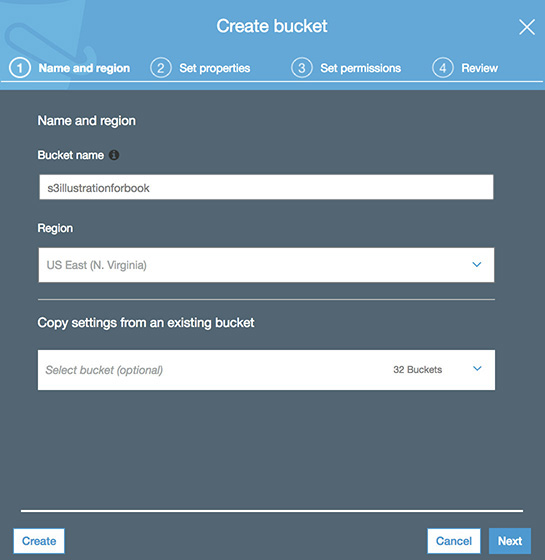 Create bucket
1 Name and region 2 Set properties 3 Set permissions 4 Review
Name and region
Bucket name
s3illustrationforbook
Region
US East (N. Virginia)
Copy settings from an existing bucket
Select bucket (optional) 32 Buckets
Create Cancel Next